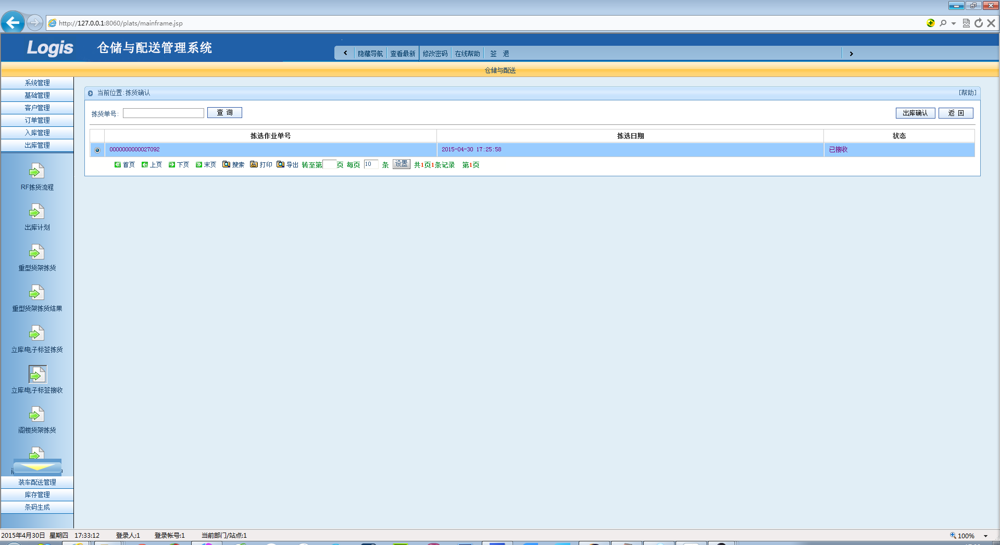 http://127.0.0.1:8060/plats/mainframe.jsp
Logis 仓储与配送管理系统
隐藏导航 查看最新 修改密码 在线帮助 签 退
仓储与配送
系统管理
基础管理
客户管理
订单管理
入库管理
出库管理
RF拣货流程
出库计划
重型货架拣货
重型货架拣货结果
立库/电子标签拣货
立库/电子标签接收
阁楼货架拣货
装车配送管理
库存管理
条码生成
当前位置:拣货确认 [帮助]
拣货单号: 查 询 出库确认 返 回
拣选作业单号 拣选日期 状态
0000000000027092 2015-04-30 17:25:58 已接收
首页 上页 下页 末页 搜索 打印 导出 转至第 页 每页 10 条 设置 共1页1条记录 第1页
2015年4月30日 星期四 17:33:12 登录人:1 登录帐号:1 当前部门/站点:1 100%